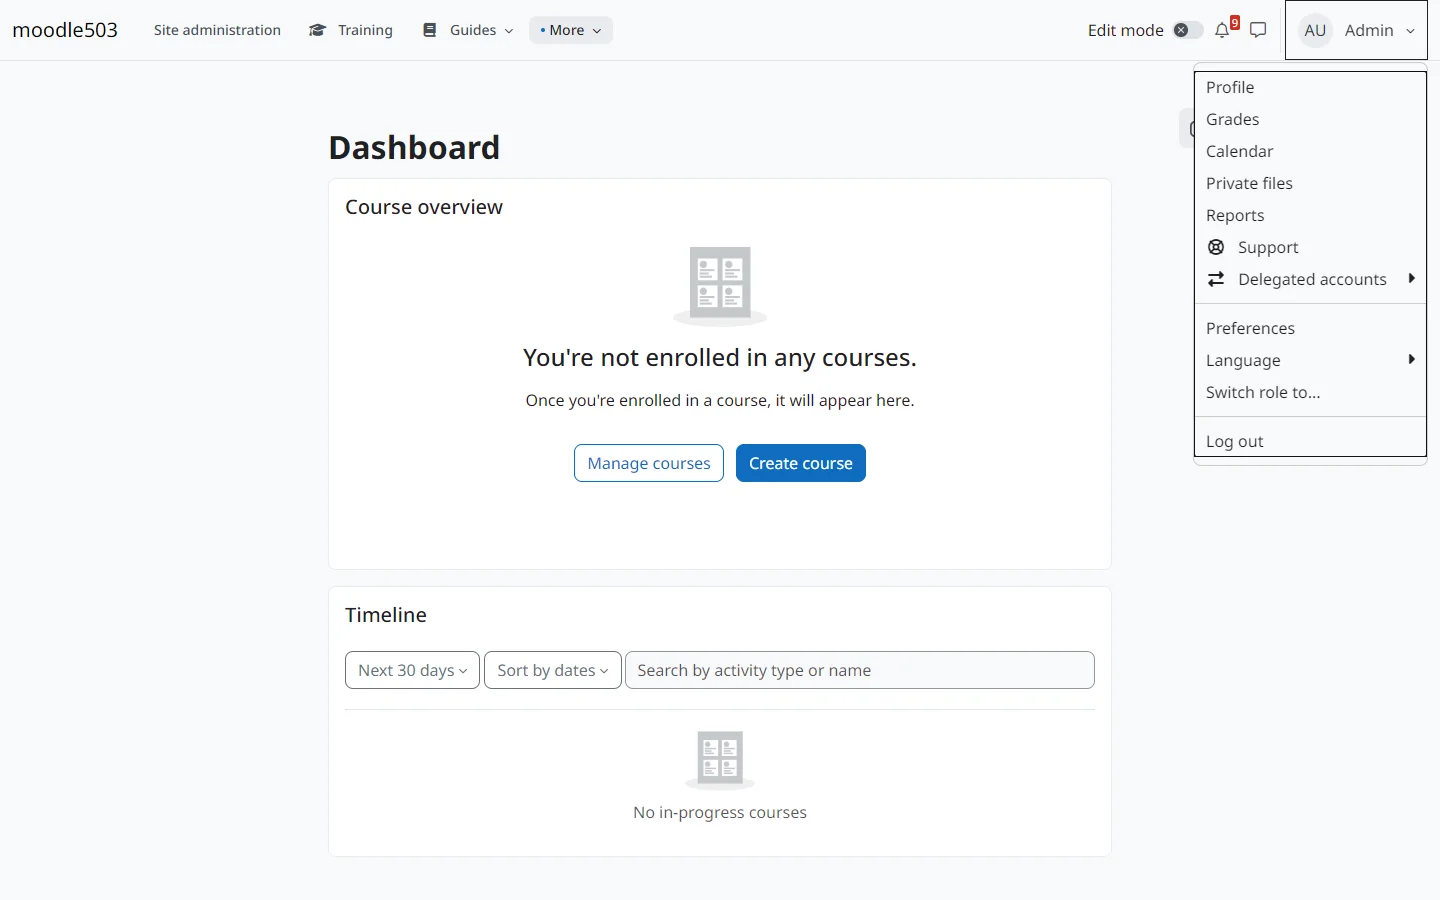 moodle503
Site administration
Training
Guides
• More
Edit mode
9
AU
Admin
Profile
Grades
Calendar
Private files
Reports
Support
Delegated accounts
Preferences
Language
Switch role to...
Log out
Dashboard
Course overview
You're not enrolled in any courses.
Once you're enrolled in a course, it will appear here.
Manage courses
Create course
Timeline
Next 30 days
Sort by dates
Search by activity type or name
No in-progress courses